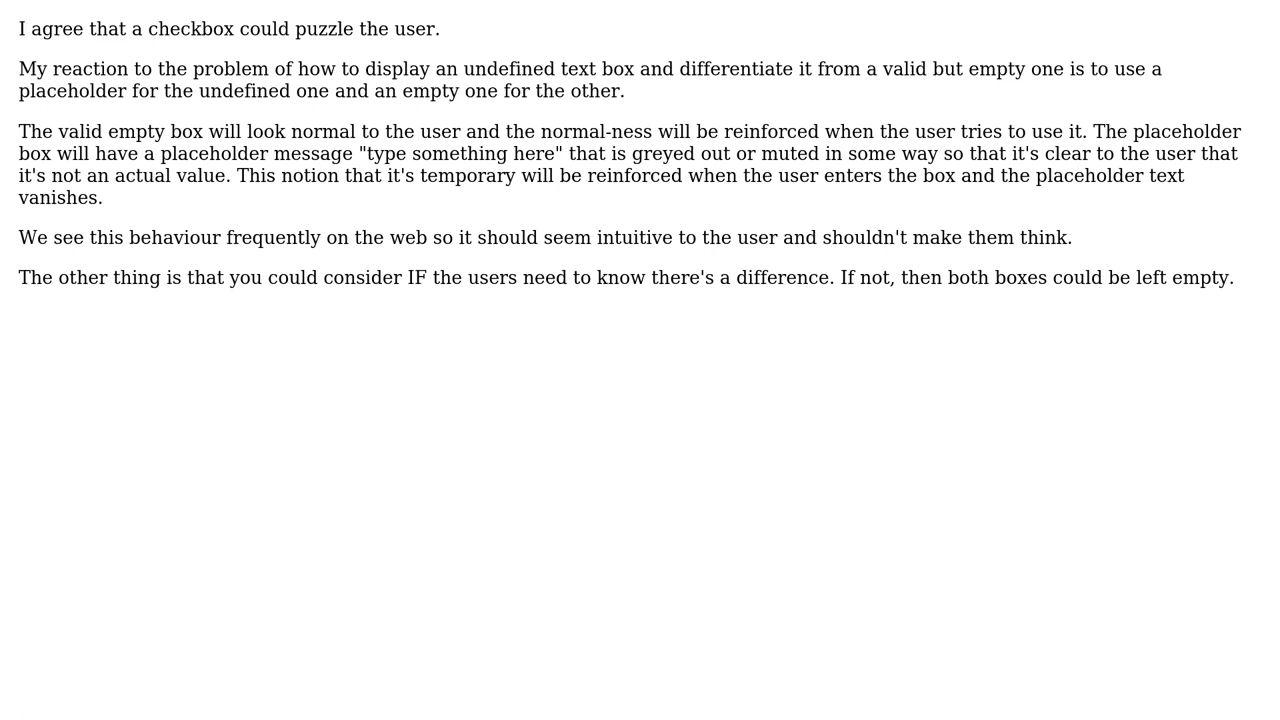 I agree that a checkbox could puzzle the user.
My reaction to the problem of how to display an undefined text box and differentiate it from a valid but empty one is to use a
placeholder for the undefined one and an empty one for the other.
The valid empty box will look normal to the user and the normal-ness will be reinforced when the user tries to use it. The placeholder
box will have a placeholder message "type something here" that is greyed out or muted in some way so that it's clear to the user that
it's not an actual value. This notion that it's temporary will be reinforced when the user enters the box and the placeholder text
vanishes.
We see this behaviour frequently on the web so it should seem intuitive to the user and shouldn't make them think.
The other thing is that you could consider IF the users need to know there's a difference. If not, then both boxes could be left empty.